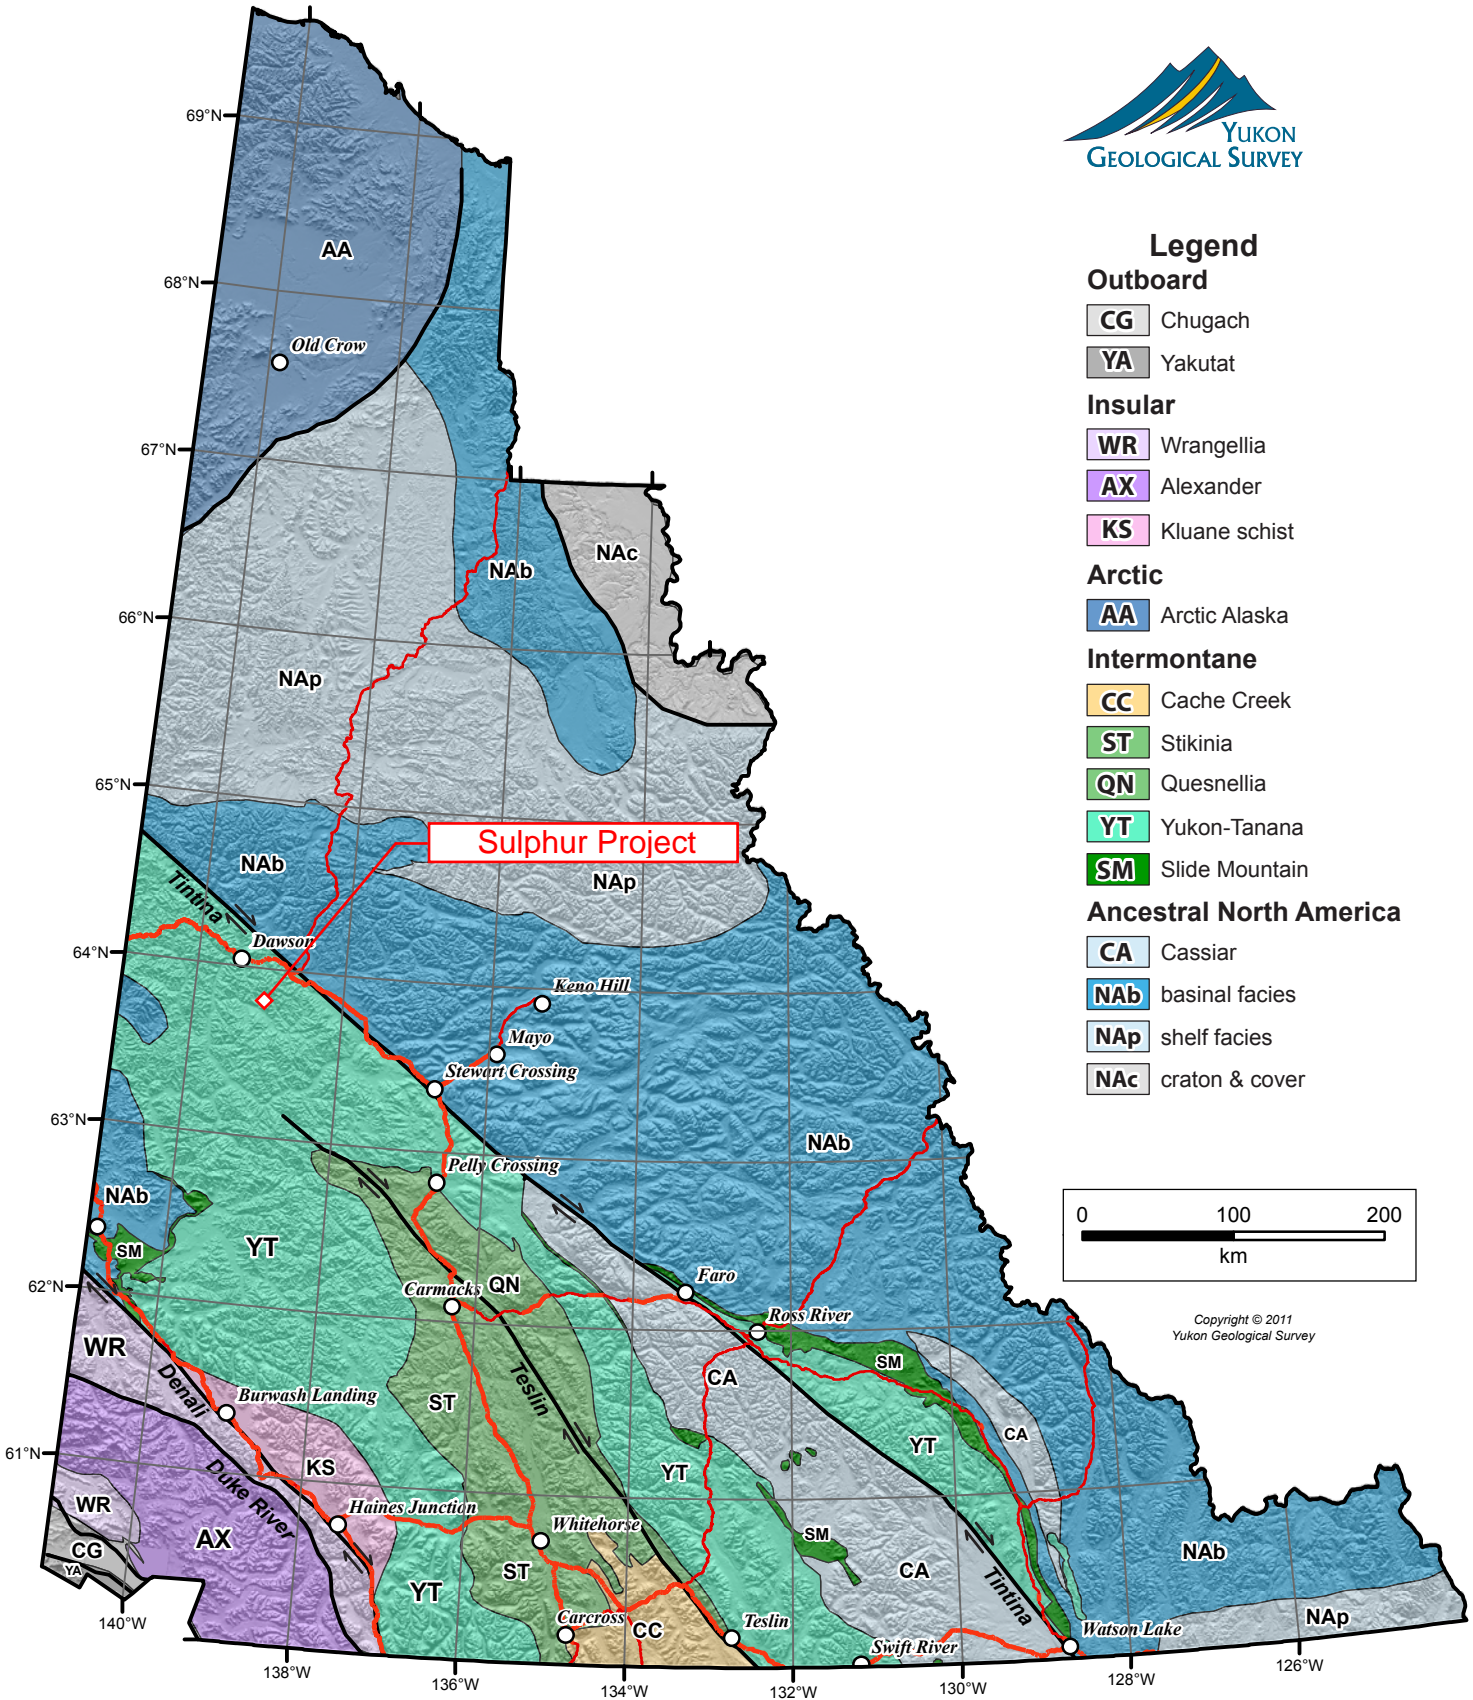 YUKON
GEOLOGICAL SURVEY
Legend
Outboard
CG Chugach
YA Yakutat
Insular
WR Wrangellia
AX Alexander
KS Kluane schist
Arctic
AA Arctic Alaska
Intermontane
CC Cache Creek
ST Stikinia
QN Quesnellia
YT Yukon-Tanana
SM Slide Mountain
Ancestral North America
CA Cassiar
NAb basinal facies
NAp shelf facies
NAc craton & cover
0 100 200
km
Copyright © 2011
Yukon Geological Survey
69°N
AA
68°N
Old Crow
67°N
NAc
NAb
66°N
NAp
65°N
Sulphur Project
NAb
NAp
Tintina
64°N
Dawson
Keno Hill
Mayo
Stewart Crossing
63°N
NAb
Pelly Crossing
NAb
SM
YT
62°N
Faro
QN
Carmacks
Ross River
WR
SM
Denali
Burwash Landing
Teslin
CA
ST
CA
61°N
YT
KS
YT
Duke River
WR
Haines Junction
Whitehorse
SM
AX
CG
YA
NAb
ST
CA
YT
Tintina
140°W
Carcross
CC
Teslin
Swift River
Watson Lake
NAp
138°W
136°W
134°W
132°W
130°W
128°W
126°W